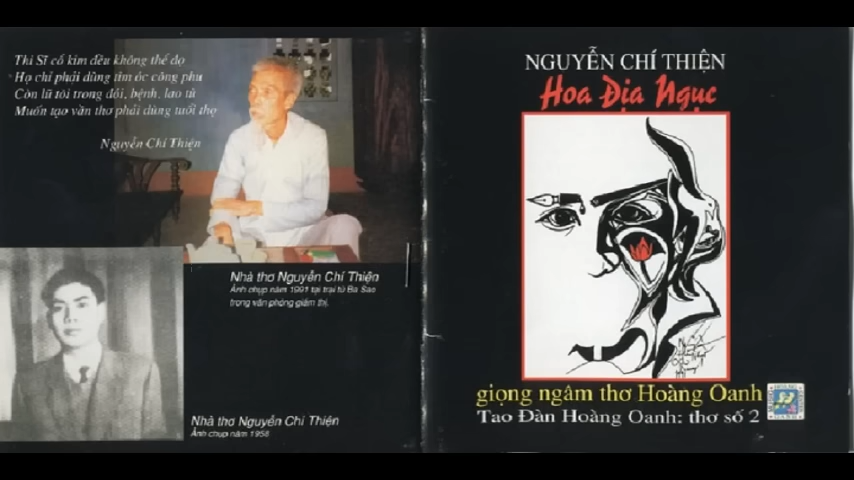 Thi Sĩ cổ kim đều không thể dọ
Họ chỉ phải dùng tim óc công phu
Còn lũ tôi trong đói, bệnh, lao tù
Muốn tạo vần thơ phải dùng tuổi thọ
Nguyễn Chí Thiện
Nhà thơ Nguyễn Chí Thiện
Ảnh chụp năm 1991 tại trại tù Ba Sao
trong văn phòng giám thị.
Nhà thơ Nguyễn Chí Thiện
Ảnh chụp năm 1956
NGUYỄN CHÍ THIỆN
Hoa Địa Ngục
giọng ngâm thơ Hoàng Oanh
Tao Đàn Hoàng Oanh: thơ số 2